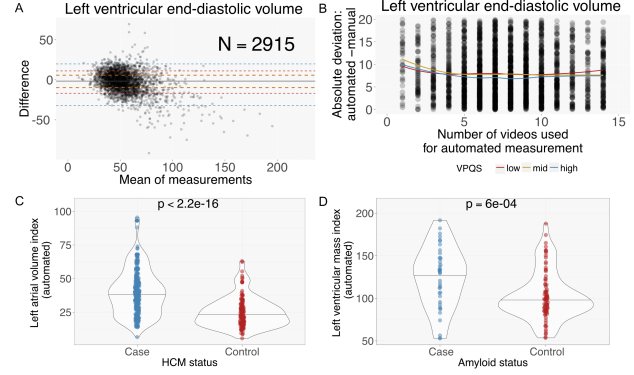 A
Left ventricular end-diastolic volume
N = 2915
Difference
50
0
-50
0
50
100
150
200
Mean of measurements
B
Left ventricular end-diastolic volume
Absolute deviation:
automated −manual
20
15
10
5
0
0
5
10
15
Number of videos used
for automated measurement
VPQS
low
mid
high
C
p < 2.2e-16
Left atrial volume index
(automated)
100
75
50
25
Case
Control
HCM status
D
p = 6e-04
Left ventricular mass index
(automated)
200
150
100
50
Case
Control
Amyloid status